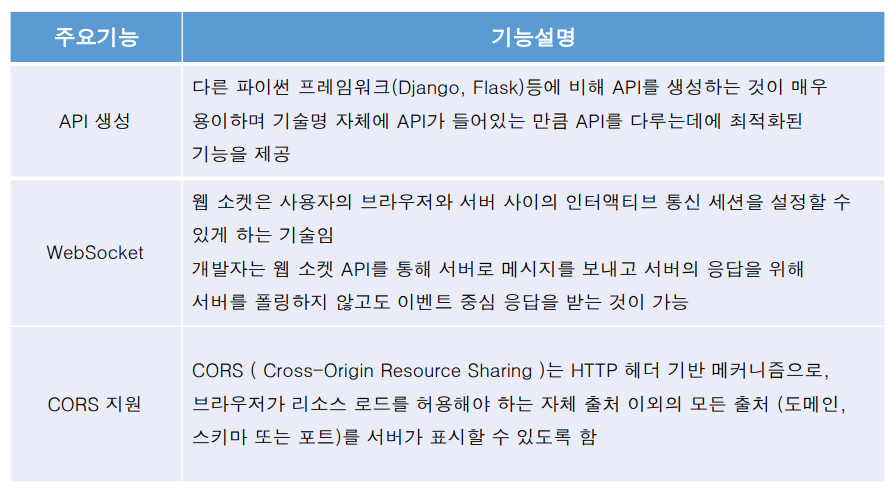 주요기능
기능설명
API 생성
다른 파이썬 프레임워크(Django, Flask)등에 비해 API를 생성하는 것이 매우
용이하며 기술명 자체에 API가 들어있는 만큼 API를 다루는데에 최적화된
기능을 제공
WebSocket
웹 소켓은 사용자의 브라우저와 서버 사이의 인터액티브 통신 세션을 설정할 수
있게 하는 기술임
개발자는 웹 소켓 API를 통해 서버로 메시지를 보내고 서버의 응답을 위해
서버를 폴링하지 않고도 이벤트 중심 응답을 받는 것이 가능
CORS 지원
CORS ( Cross-Origin Resource Sharing )는 HTTP 헤더 기반 메커니즘으로,
브라우저가 리소스 로드를 허용해야 하는 자체 출처 이외의 모든 출처 (도메인,
스키마 또는 포트)를 서버가 표시할 수 있도록 함